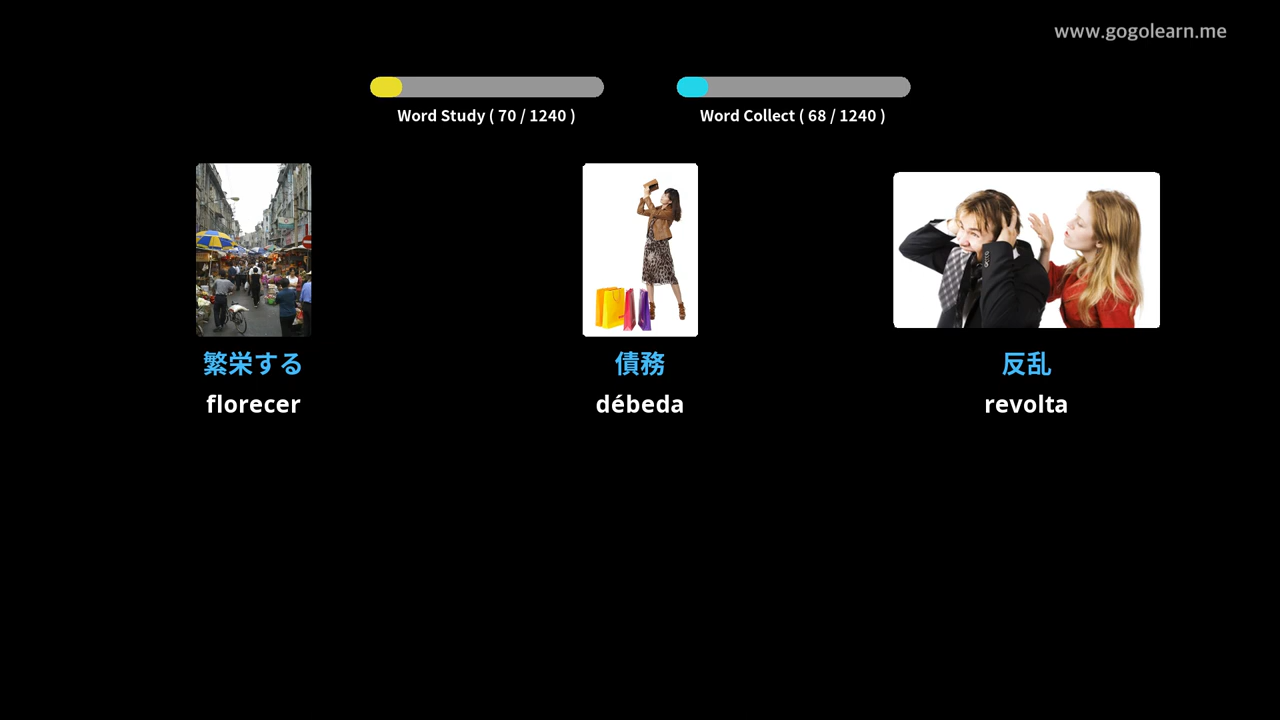 www.gogolearn.me
Word Study ( 70 / 1240 )
Word Collect ( 68 / 1240 )
繁栄する
florecer
債務
débeda
反乱
revolta